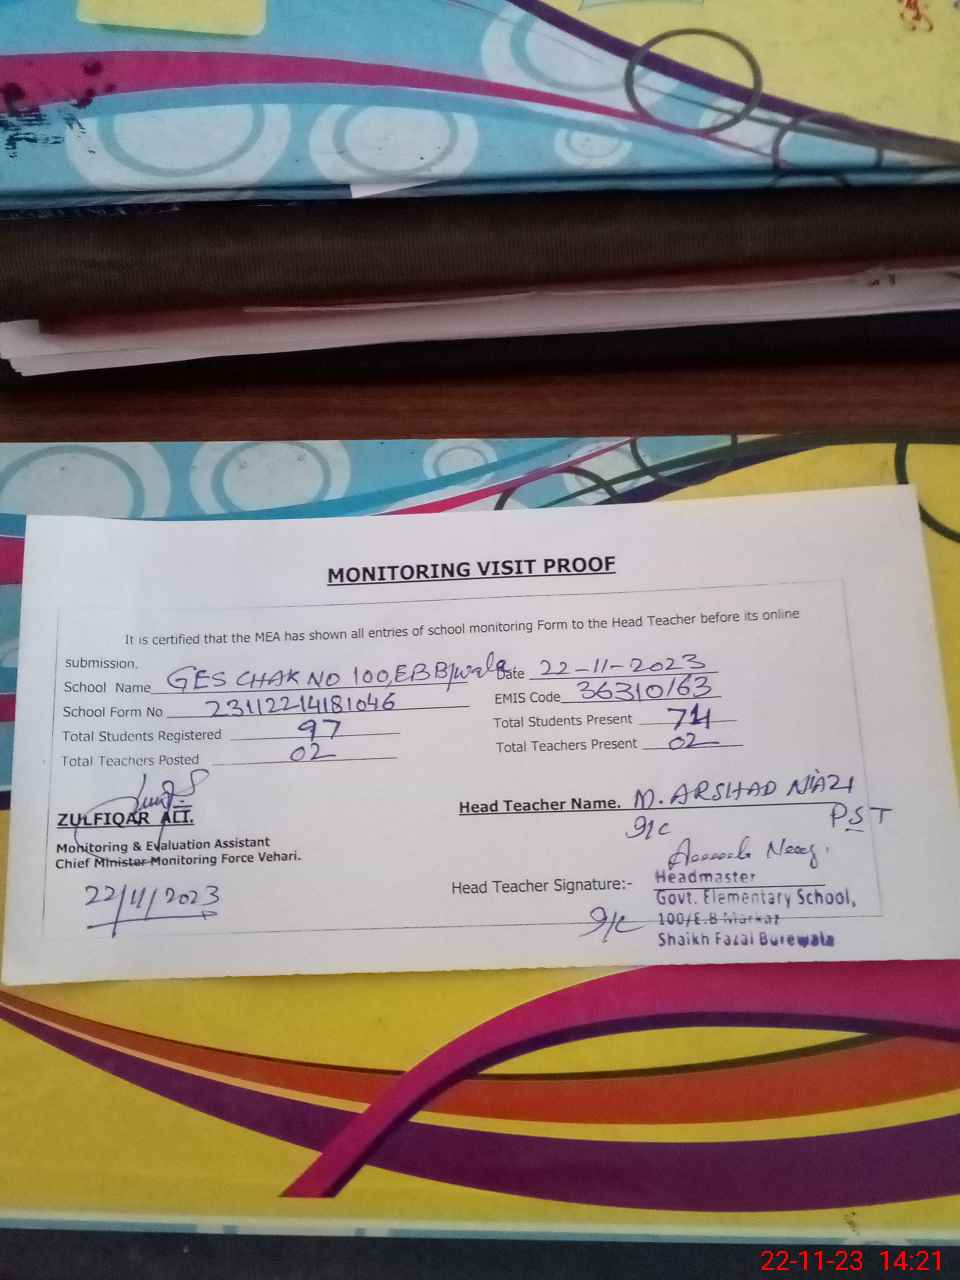 MONITORING VISIT PROOF
It is certified that the MEA has shown all entries of school monitoring Form to the Head Teacher before its online
submission.
School Name GES CHAK NO 100,EB B/wala Date 22-11-2023
School Form No 23112214181046 EMIS Code 36310163
Total Students Registered 97 Total Students Present 74
Total Teachers Posted 02 Total Teachers Present 02
ZULFIQAR ALI.
Monitoring & Evaluation Assistant
Chief Minister Monitoring Force Vehari.
22/11/2023
Head Teacher Name. M. ARSHAD NIAZI
I/C PST
Head Teacher Signature:-
I/C
Headmaster
Govt. Elementary School,
100/E.B Markaz
Shaikh Fazal Burewala
22-11-23 14:21